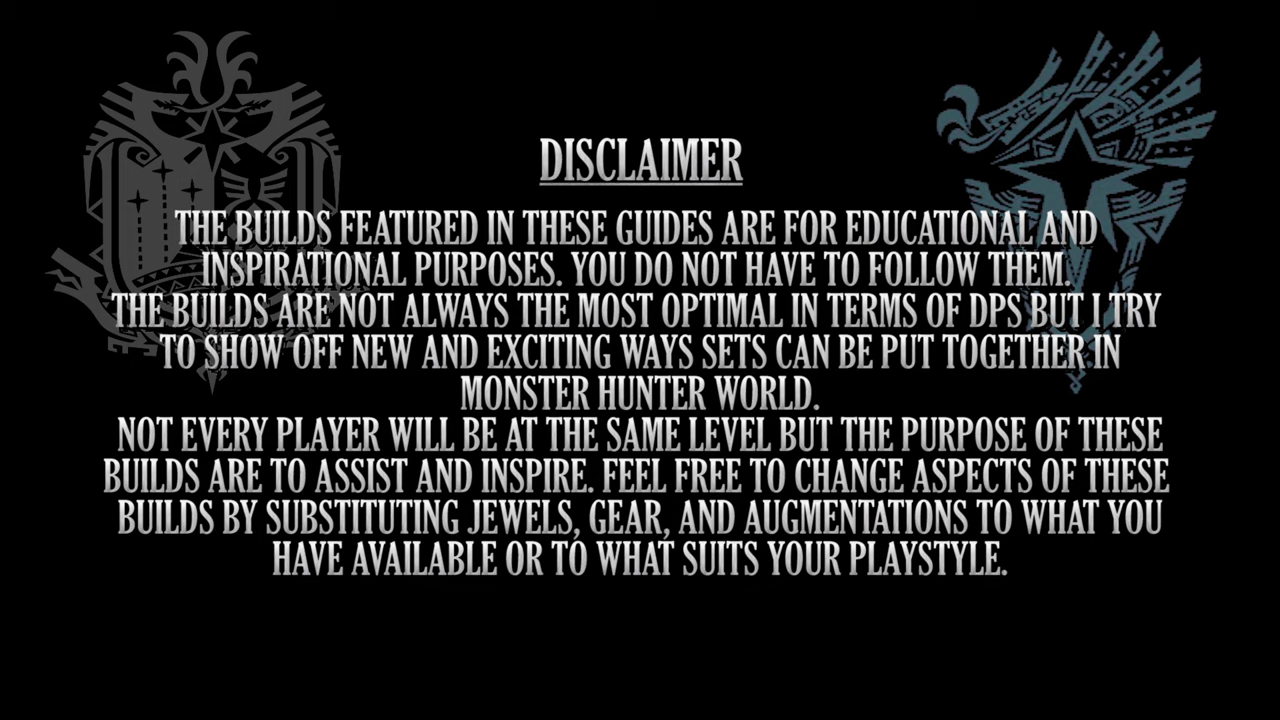 DISCLAIMER
THE BUILDS FEATURED IN THESE GUIDES ARE FOR EDUCATIONAL AND
INSPIRATIONAL PURPOSES. YOU DO NOT HAVE TO FOLLOW THEM.
THE BUILDS ARE NOT ALWAYS THE MOST OPTIMAL IN TERMS OF DPS BUT I TRY
TO SHOW OFF NEW AND EXCITING WAYS SETS CAN BE PUT TOGETHER IN
MONSTER HUNTER WORLD.
NOT EVERY PLAYER WILL BE AT THE SAME LEVEL BUT THE PURPOSE OF THESE
BUILDS ARE TO ASSIST AND INSPIRE. FEEL FREE TO CHANGE ASPECTS OF THESE
BUILDS BY SUBSTITUTING JEWELS, GEAR, AND AUGMENTATIONS TO WHAT YOU
HAVE AVAILABLE OR TO WHAT SUITS YOUR PLAYSTYLE.